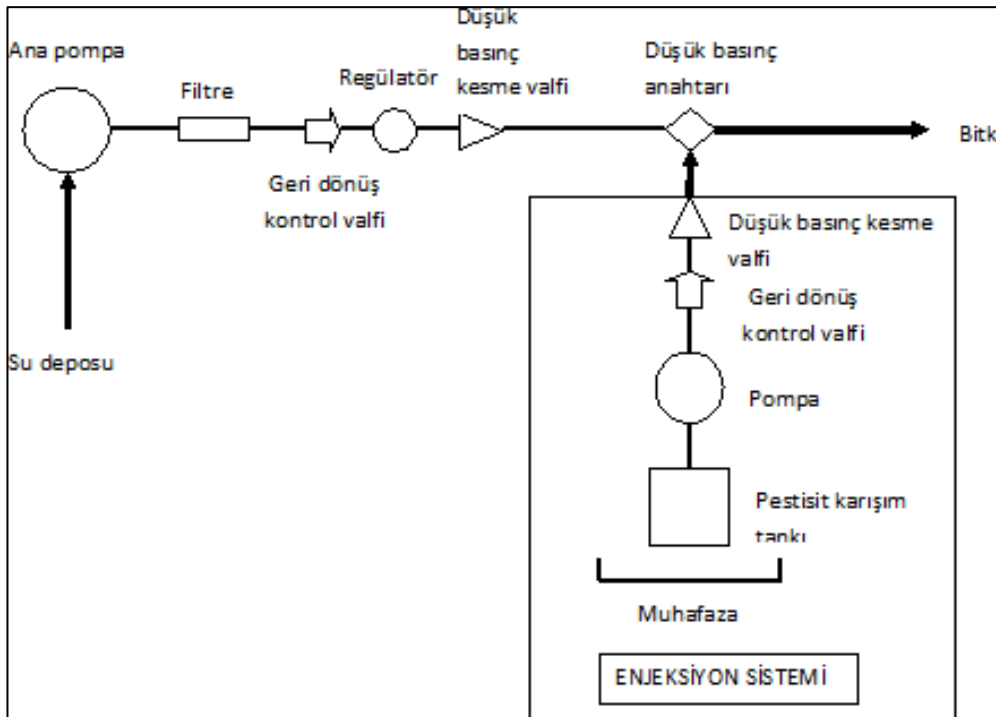 Ana pompa
Filtre
Regülatör
Düşük
basınç
kesme valfi
Düşük basınç
anahtarı
Geri dönüş
kontrol valfi
Bitk
Su deposu
Düşük basınç kesme
valfi
Geri dönüş
kontrol valfi
Pompa
Pestisit karışım
tankı
Muhafaza
ENJEKSİYON SİSTEMİ